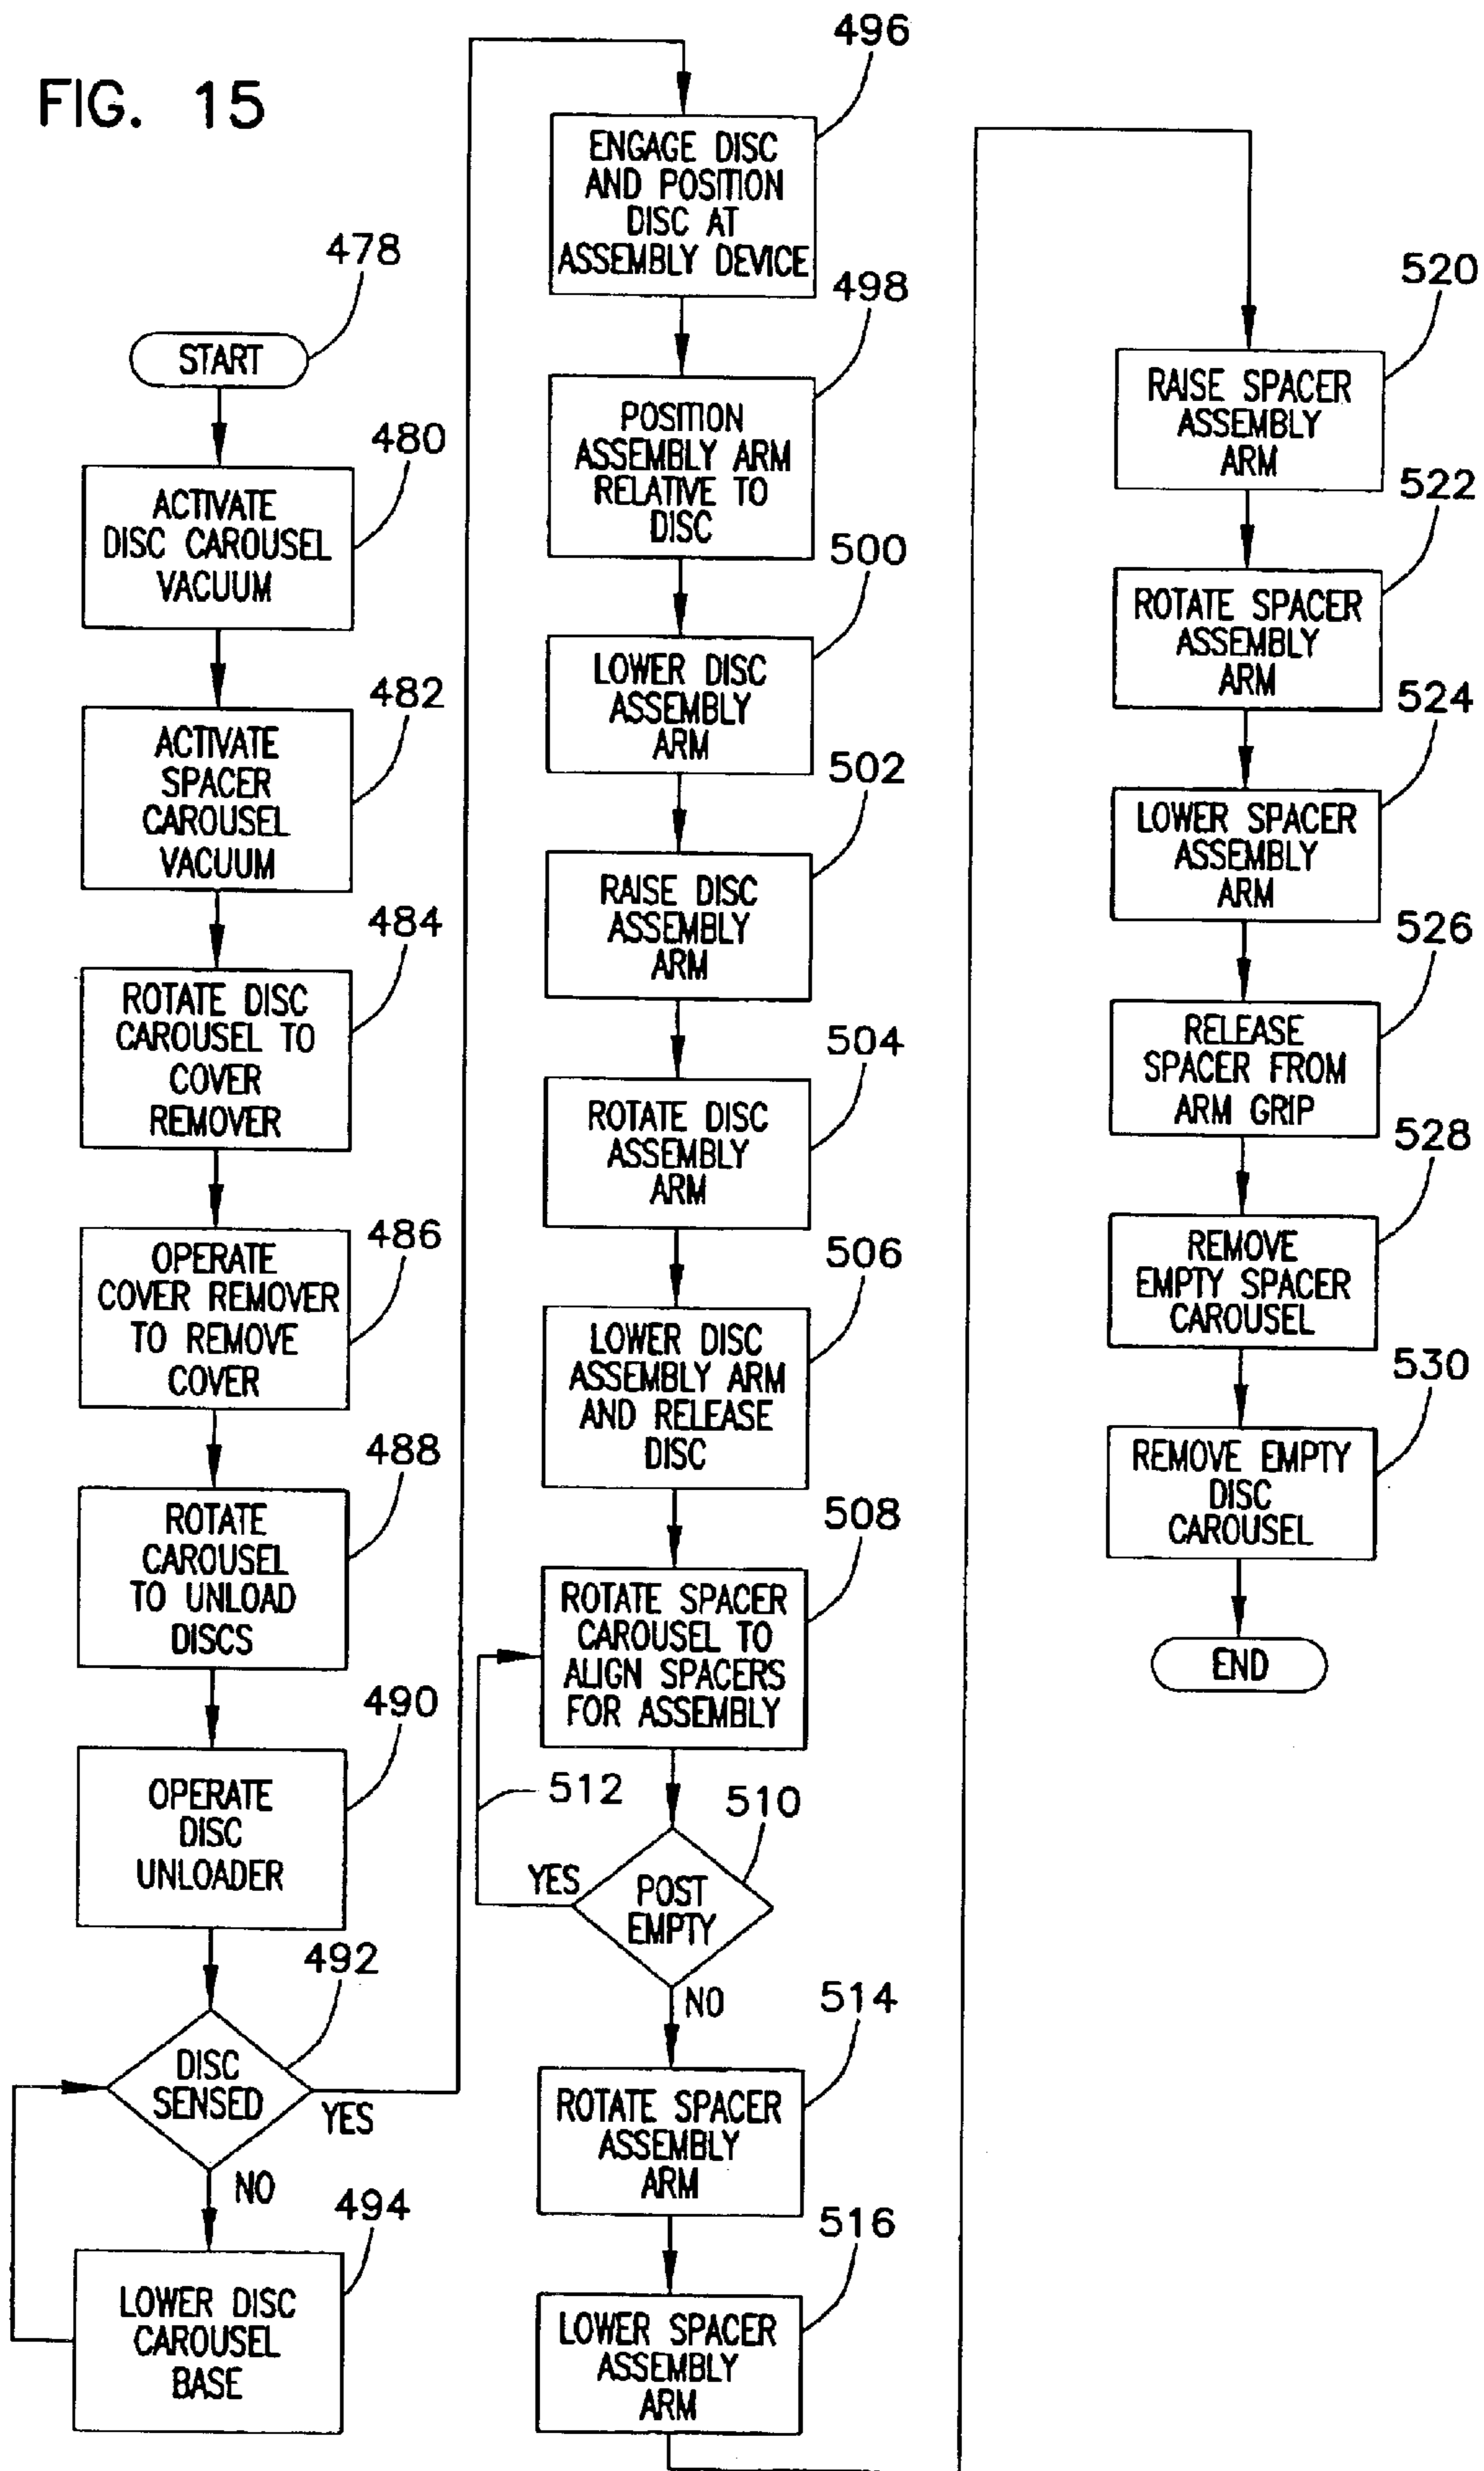 FIG. 15
478
START
480
ACTIVATE
DISC CAROUSEL
VACUUM
482
ACTIVATE
SPACER
CAROUSEL
VACUUM
484
ROTATE DISC
CAROUSEL TO
COVER
REMOVER
486
OPERATE
COVER REMOVER
TO REMOVE
COVER
488
ROTATE
CAROUSEL
TO UNLOAD
DISCS
490
OPERATE
DISC
UNLOADER
492
DISC
SENSED
YES
NO
494
LOWER DISC
CAROUSEL
BASE
496
ENGAGE DISC
AND POSITION
DISC AT
ASSEMBLY DEVICE
498
POSITION
ASSEMBLY ARM
RELATIVE TO
DISC
500
LOWER DISC
ASSEMBLY
ARM
502
RAISE DISC
ASSEMBLY
ARM
504
ROTATE DISC
ASSEMBLY
ARM
506
LOWER DISC
ASSEMBLY ARM
AND RELEASE
DISC
508
ROTATE SPACER
CAROUSEL TO
ALIGN SPACERS
FOR ASSEMBLY
512
510
YES
POST
EMPTY
NO
514
ROTATE SPACER
ASSEMBLY
ARM
516
LOWER SPACER
ASSEMBLY
ARM
520
RAISE SPACER
ASSEMBLY
ARM
522
ROTATE SPACER
ASSEMBLY
ARM
524
LOWER SPACER
ASSEMBLY
ARM
526
RELEASE
SPACER FROM
ARM GRIP
528
REMOVE
EMPTY SPACER
CAROUSEL
530
REMOVE EMPTY
DISC
CAROUSEL
END